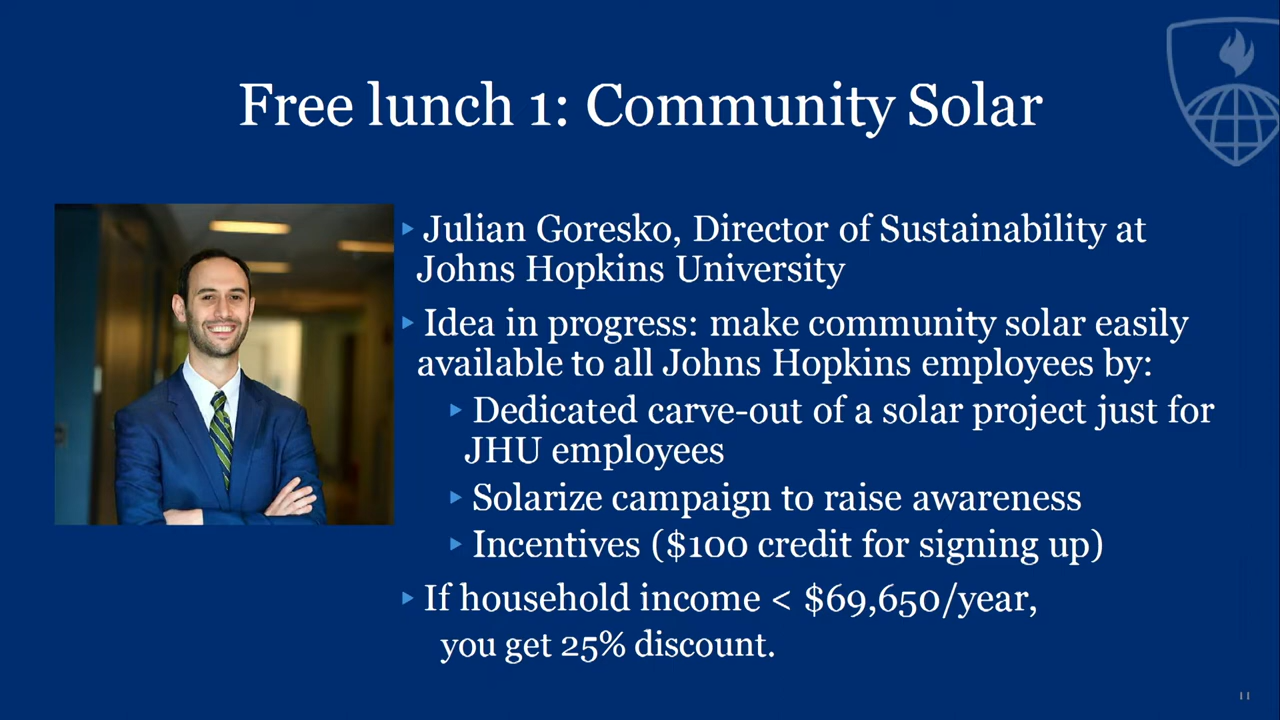 Free lunch 1: Community Solar
Julian Goresko, Director of Sustainability at
Johns Hopkins University
Idea in progress: make community solar easily
available to all Johns Hopkins employees by:
Dedicated carve-out of a solar project just for
JHU employees
Solarize campaign to raise awareness
Incentives ($100 credit for signing up)
If household income < $69,650/year,
you get 25% discount.
11